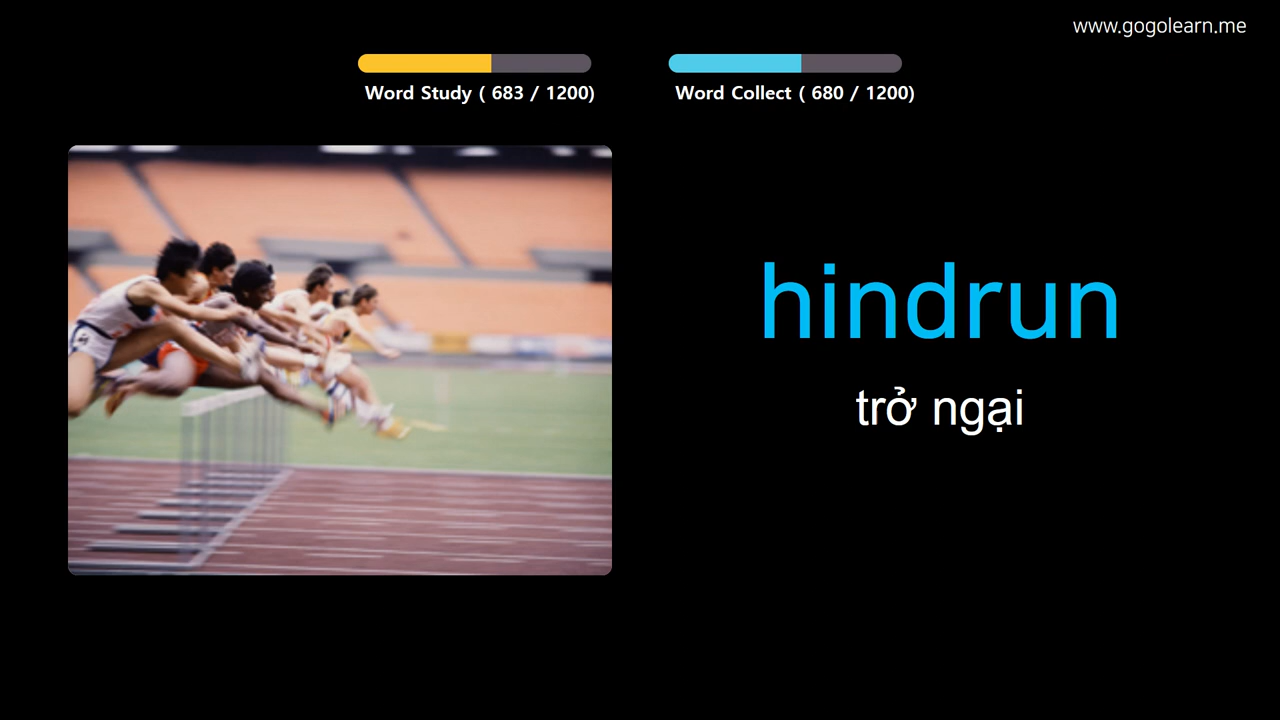 www.gogolearn.me
Word Study ( 683 / 1200)
Word Collect ( 680 / 1200)
hindrun
trở ngại